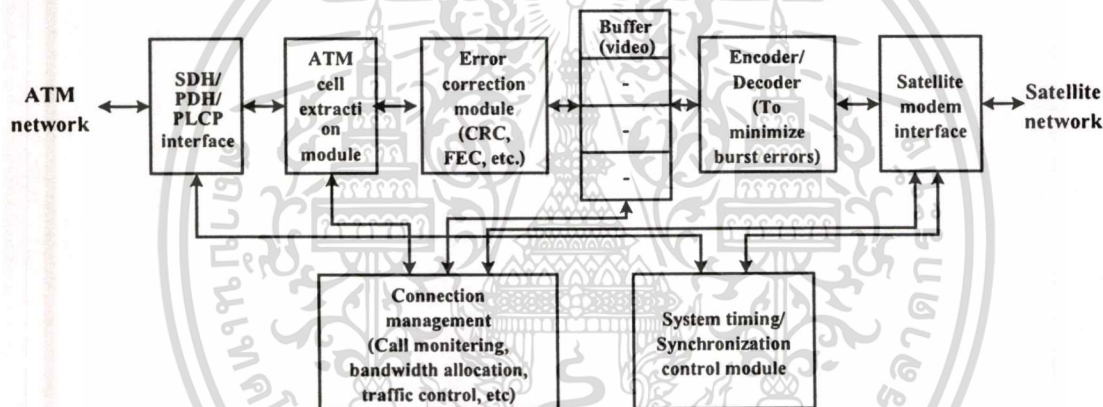 ATM
network
SDH/
PDH/
PLCP
interface
ATM
cell
extracti
on
module
Error
correction
module
(CRC,
FEC, etc.)
Buffer
(video)
-
-
-
Encoder/
Decoder
(To
minimize
burst errors)
Satellite
modem
interface
Satellite
network
Connection
management
(Call monitering,
bandwidth allocation,
traffic control, etc)
System timing/
Synchronization
control module